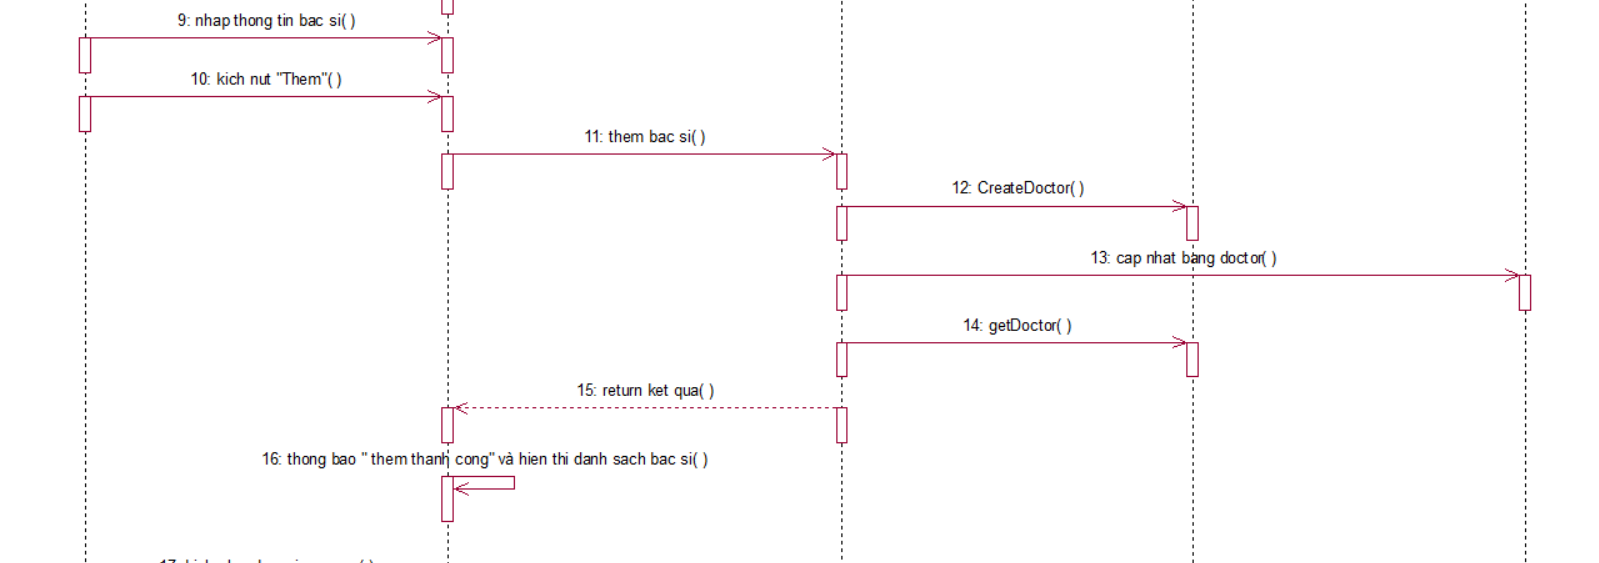 9: nhap thong tin bac si( )
10: kich nut "Them"( )
11: them bac si( )
12: CreateDoctor( )
13: cap nhat bang doctor( )
14: getDoctor( )
15: return ket qua( )
16: thong bao " them thanh cong" và hien thi danh sach bac si( )